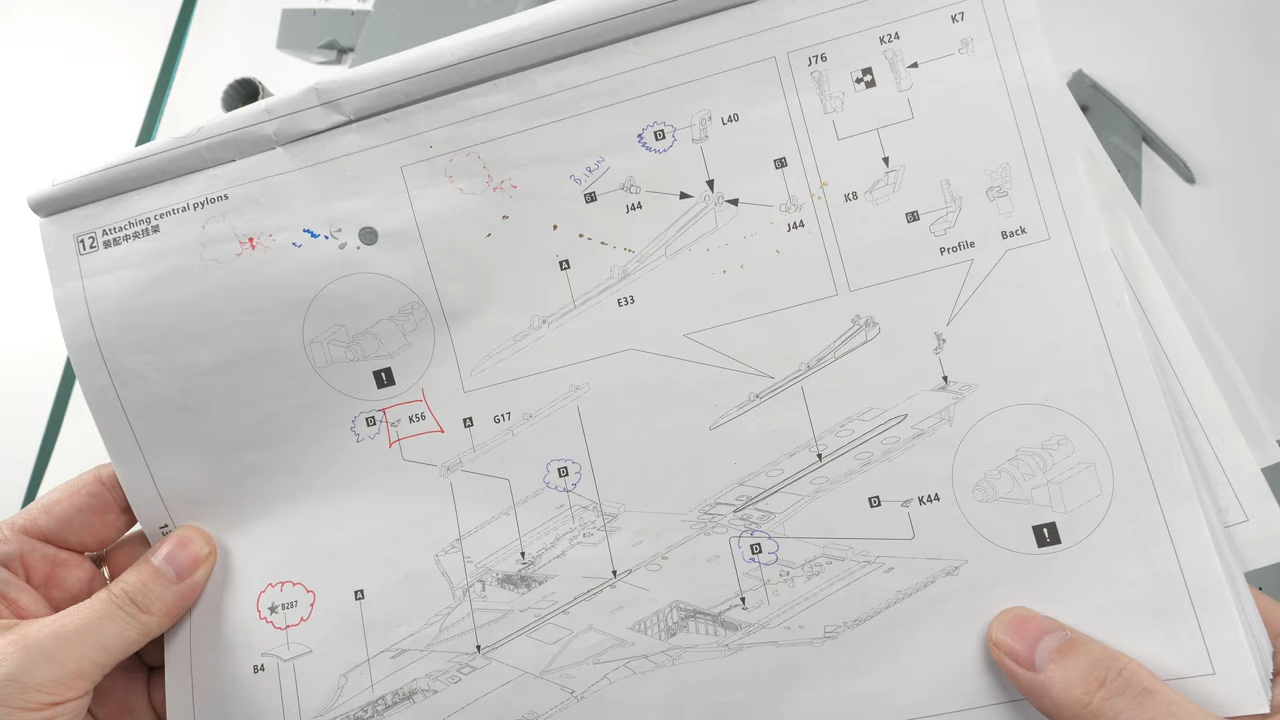 12
Attaching central pylons
装配中央挂架
K7
K24
J76
L40
D
B.IRON
61
61
J44
J44
K8
61
Profile
Back
A
E33
!
D
K56
A
G17
D
D
K44
D
!
B287
A
B4